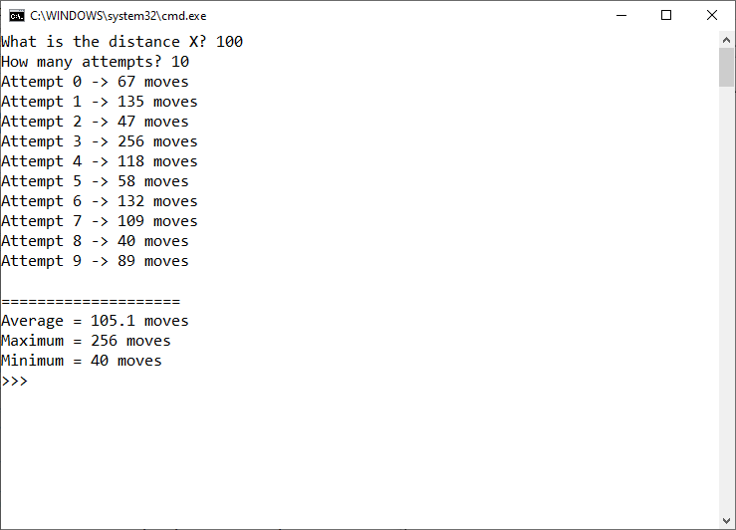 C:\WINDOWS\system32\cmd.exe
What is the distance X? 100
How many attempts? 10
Attempt 0 -> 67 moves
Attempt 1 -> 135 moves
Attempt 2 -> 47 moves
Attempt 3 -> 256 moves
Attempt 4 -> 118 moves
Attempt 5 -> 58 moves
Attempt 6 -> 132 moves
Attempt 7 -> 109 moves
Attempt 8 -> 40 moves
Attempt 9 -> 89 moves
====================
Average = 105.1 moves
Maximum = 256 moves
Minimum = 40 moves
>>>